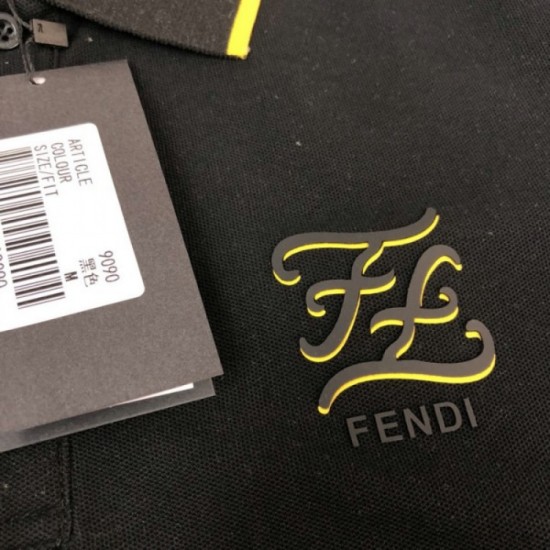 ARTICLE 9090
COLOUR 黑色
SIZE/FIT M
FF
FENDI